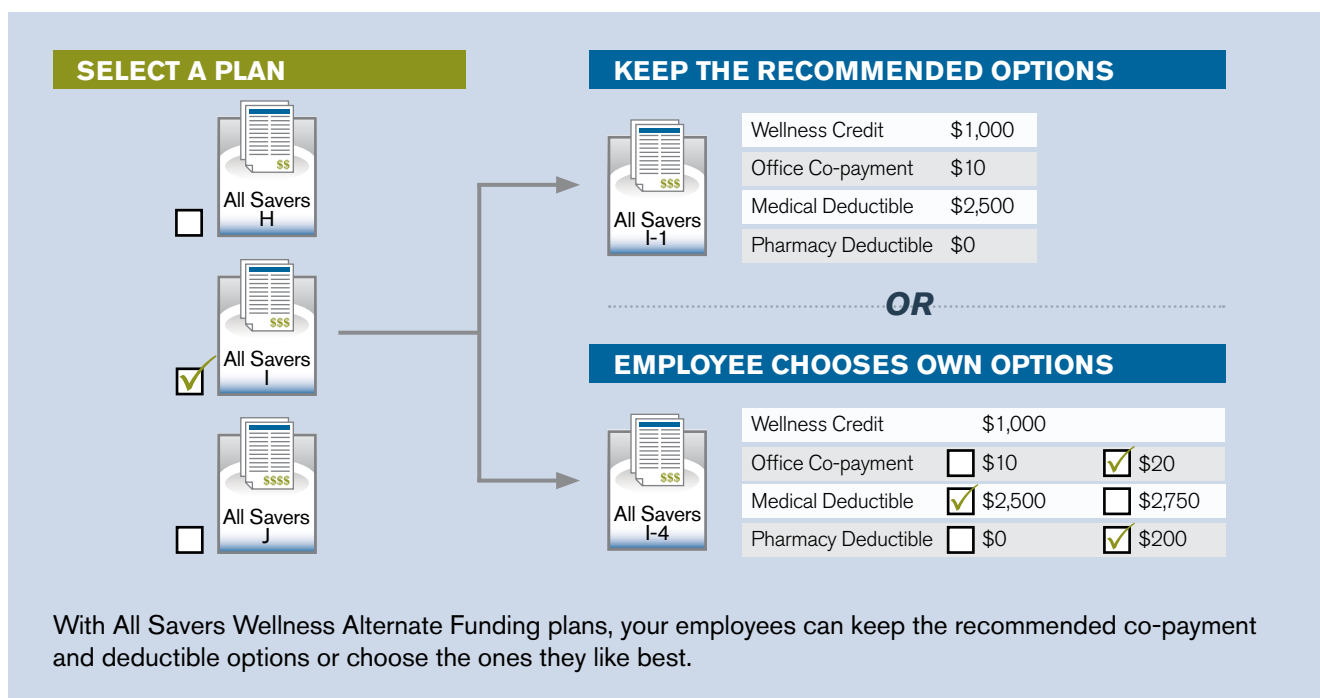 SELECT A PLAN
$$
All Savers
H
$$$
All Savers
I
$$$$
All Savers
J
KEEP THE RECOMMENDED OPTIONS
$$$
All Savers
I-1
Wellness Credit $1,000
Office Co-payment $10
Medical Deductible $2,500
Pharmacy Deductible $0
OR
EMPLOYEE CHOOSES OWN OPTIONS
$$$
All Savers
I-4
Wellness Credit $1,000
Office Co-payment $10 $20
Medical Deductible $2,500 $2,750
Pharmacy Deductible $0 $200
With All Savers Wellness Alternate Funding plans, your employees can keep the recommended co-payment
and deductible options or choose the ones they like best.